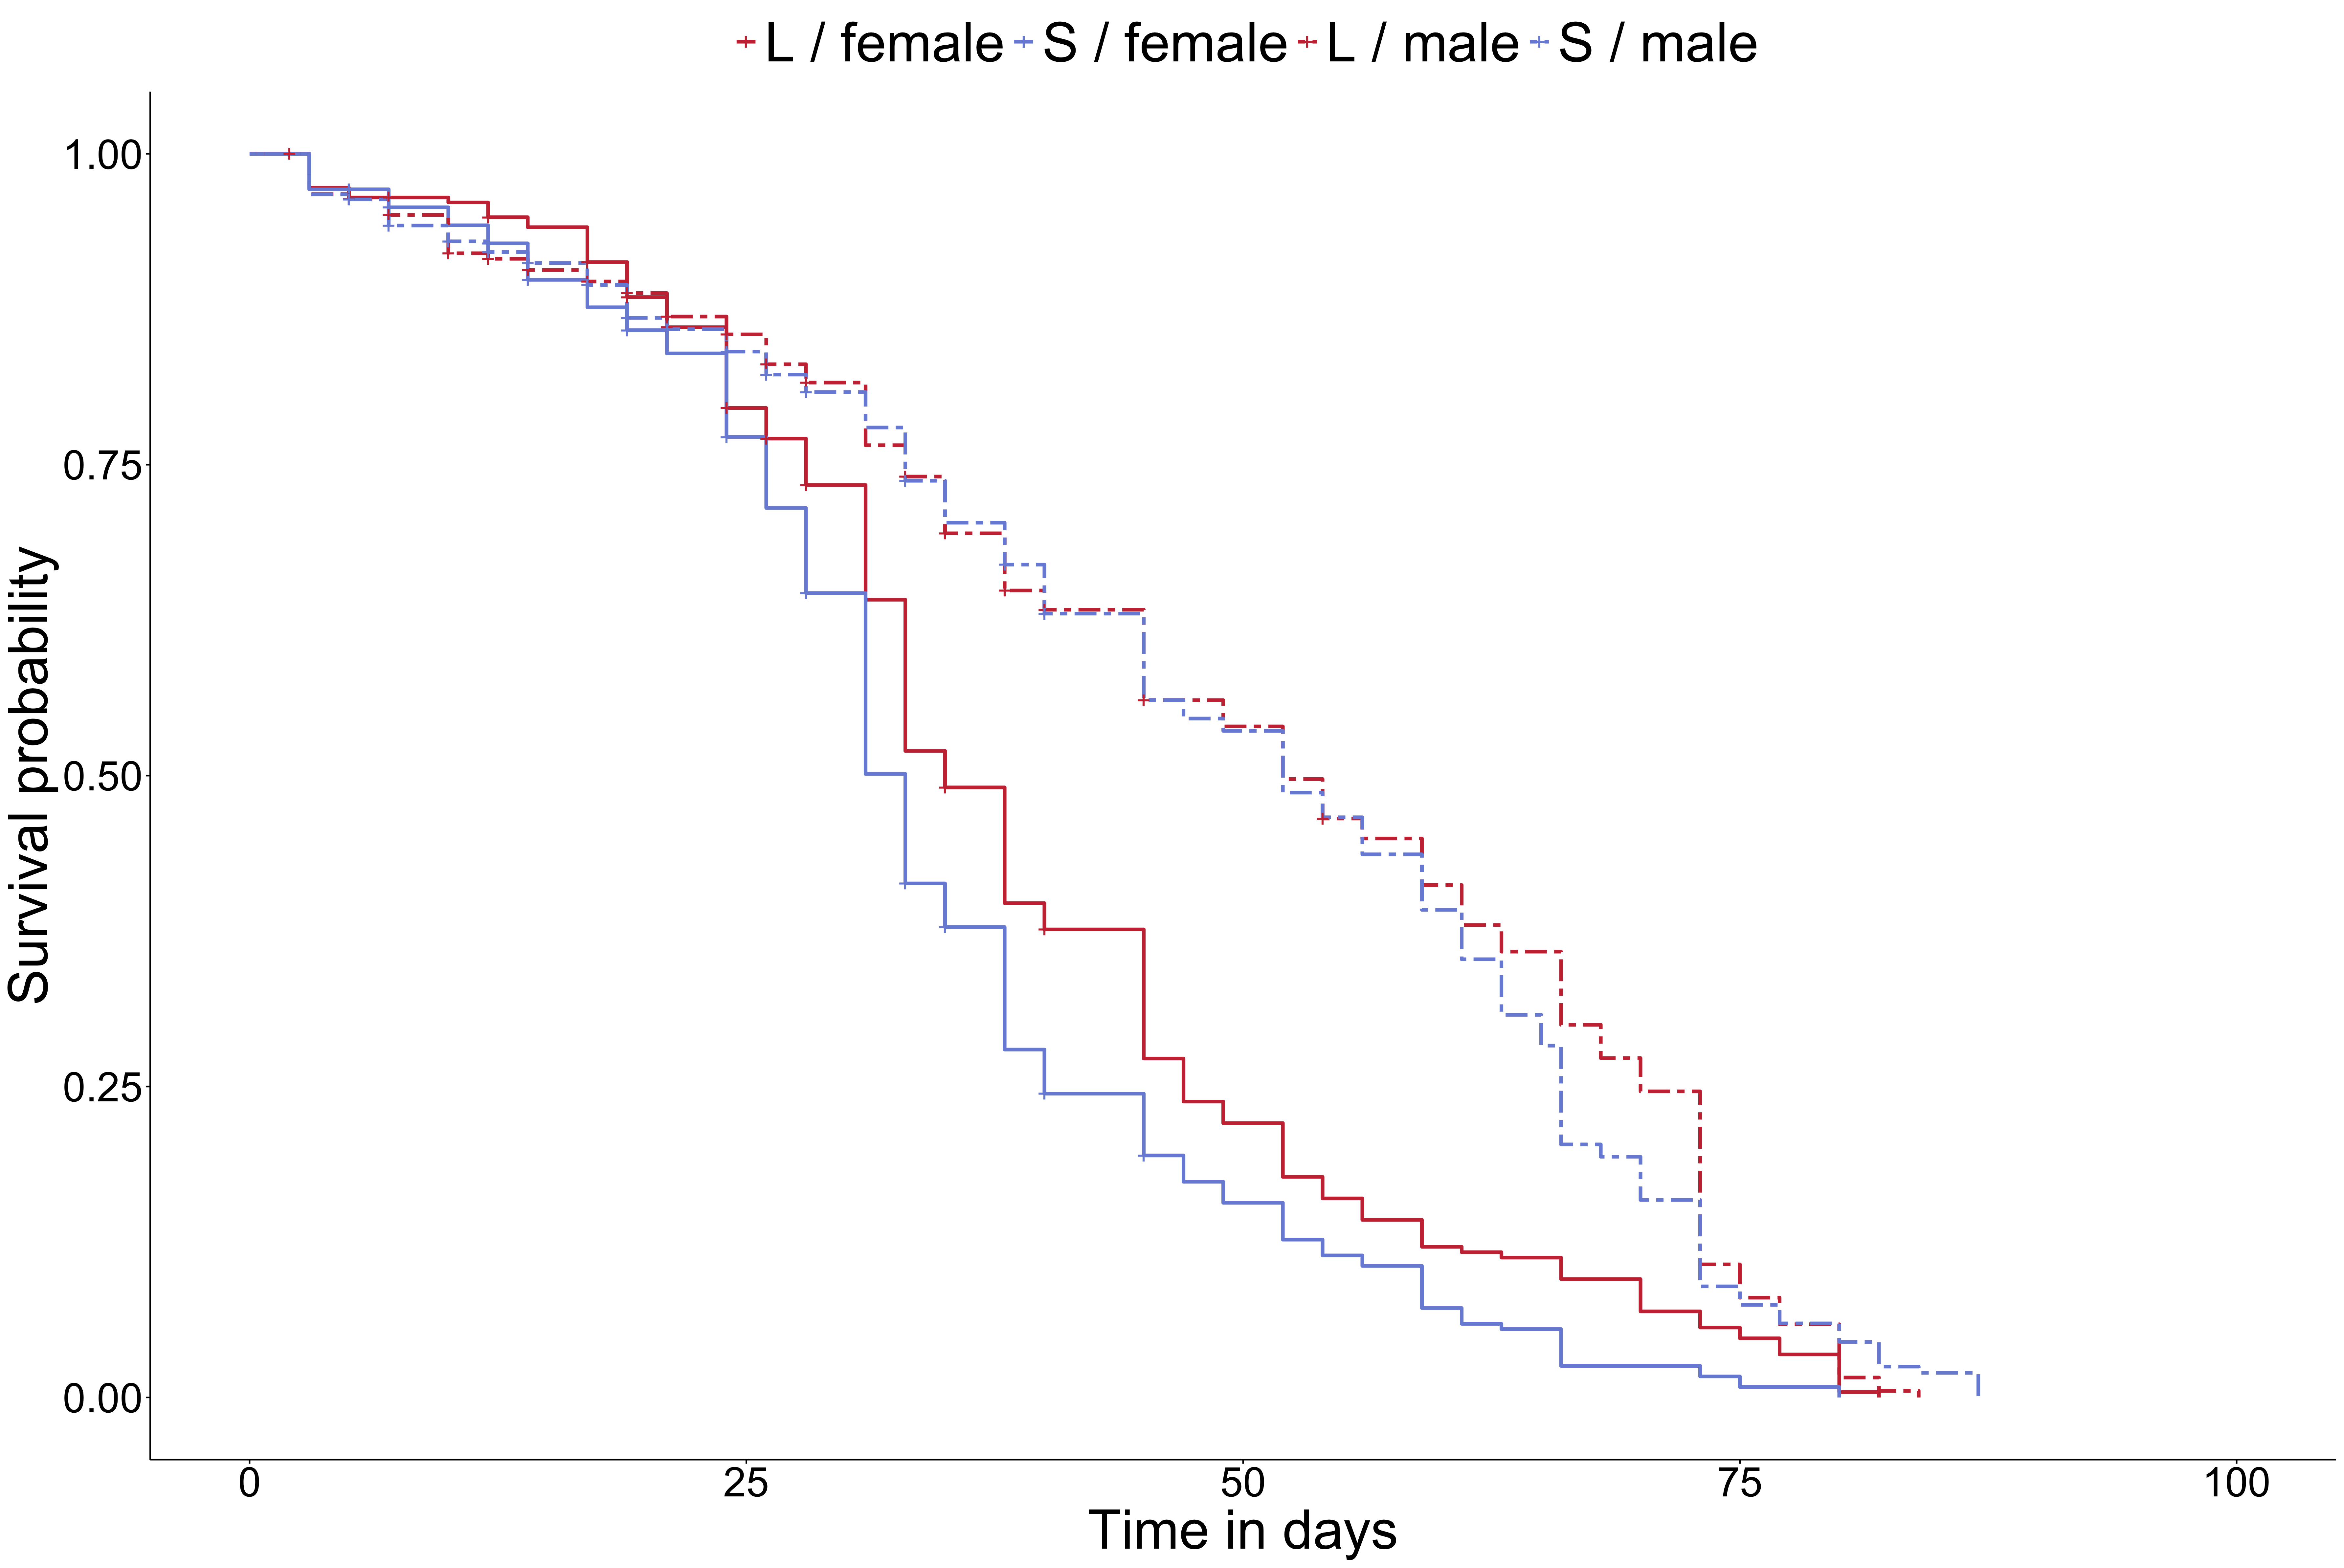 L / female S / female L / male S / male
1.00
0.75
0.50
0.25
0.00
Survival probability
0 25 50 75 100
Time in days